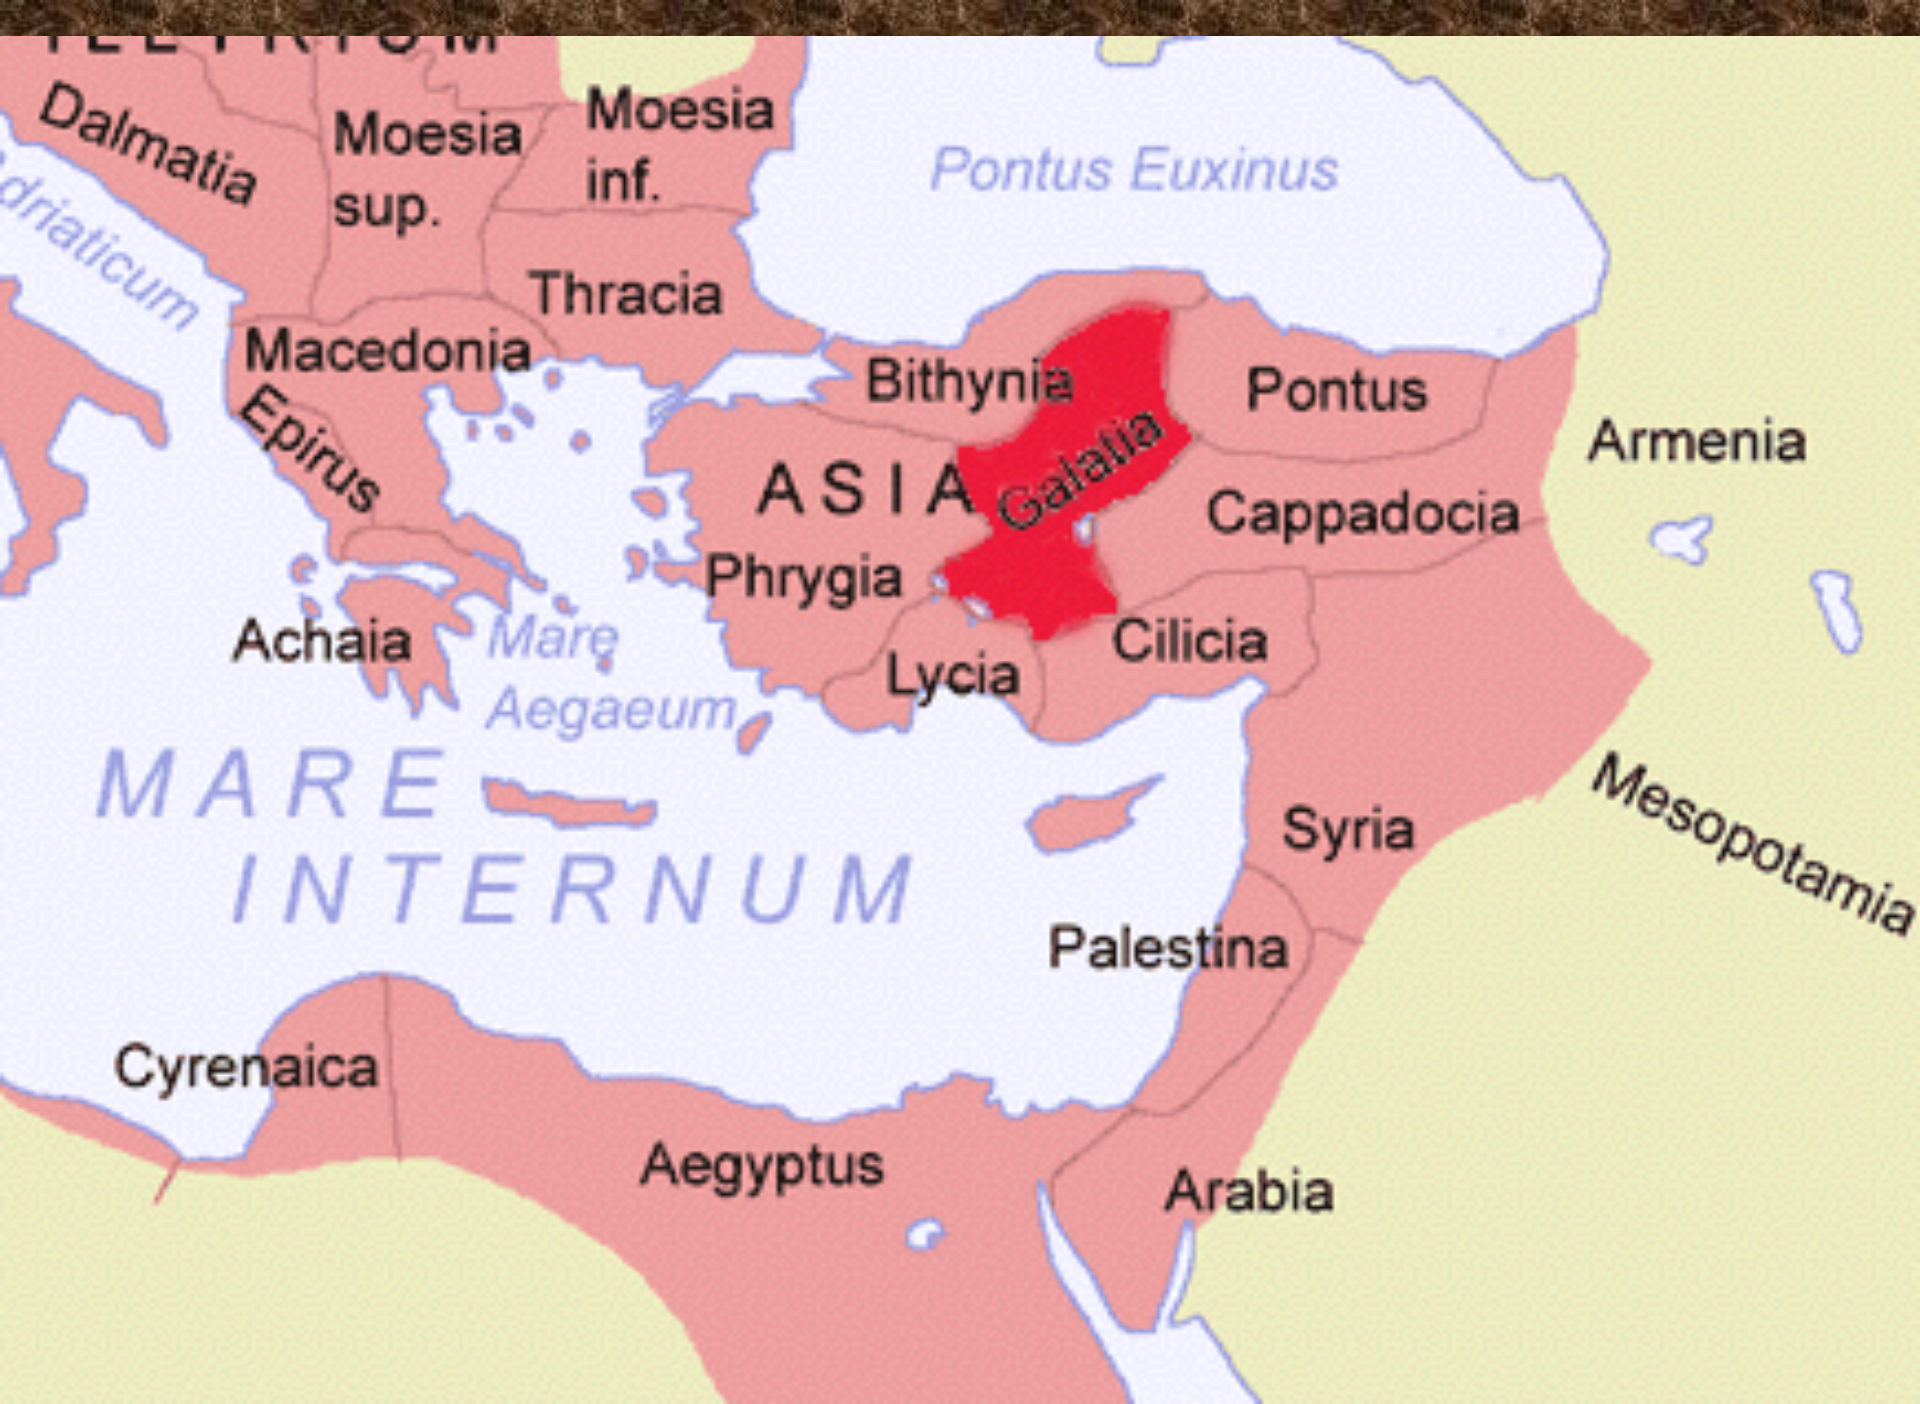 ILLYRICUM
Dalmatia
Moesia
sup.
Moesia
inf.
Pontus Euxinus
driaticum
Thracia
Macedonia
Bithynia
Pontus
Epirus
Galatia
Armenia
ASIA
Cappadocia
Phrygia
Achaia
Mare
Aegaeum
Lycia
Cilicia
MARE
INTERNUM
Syria
Mesopotamia
Palestina
Cyrenaica
Aegyptus
Arabia